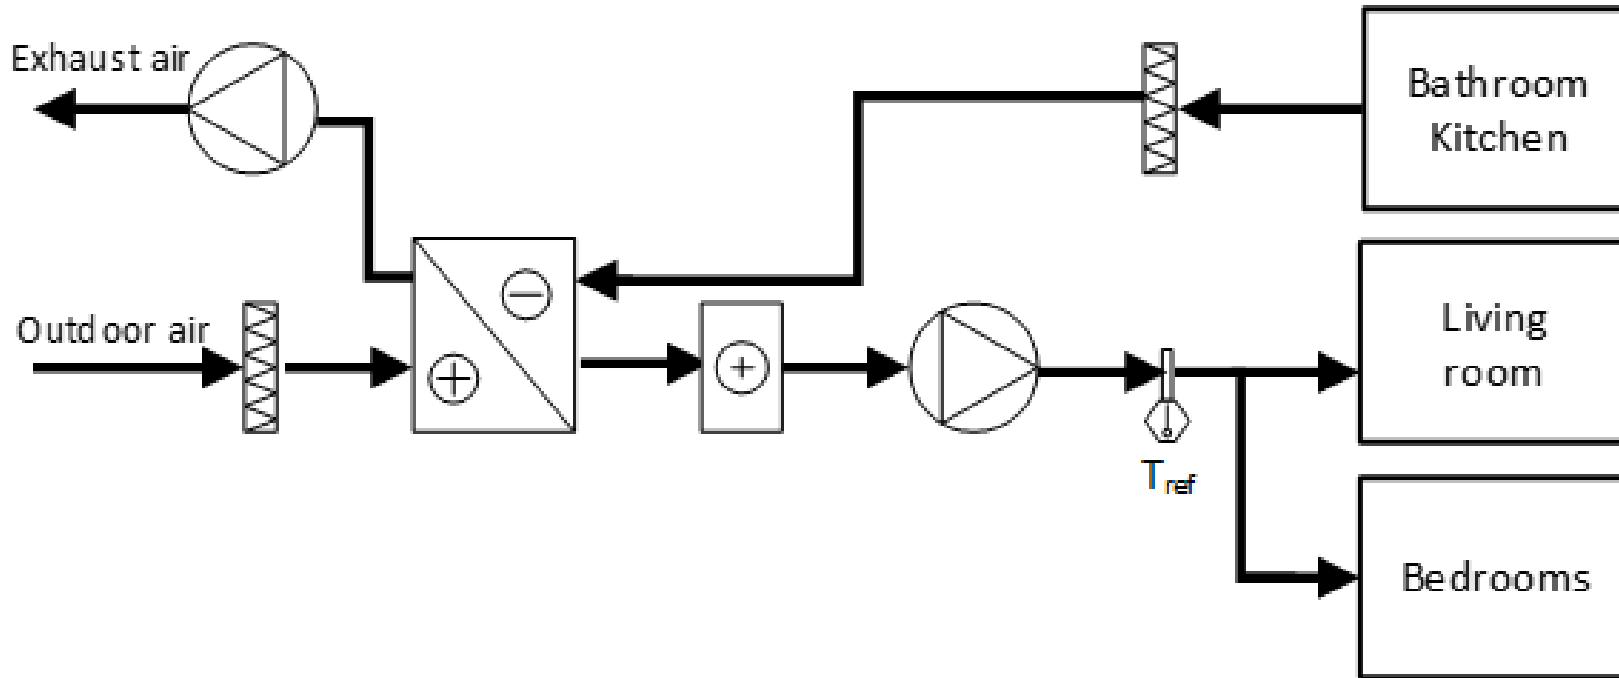 Exhaust air
Bathroom
Kitchen
Outdoor air
Living
room
Tref
Bedrooms